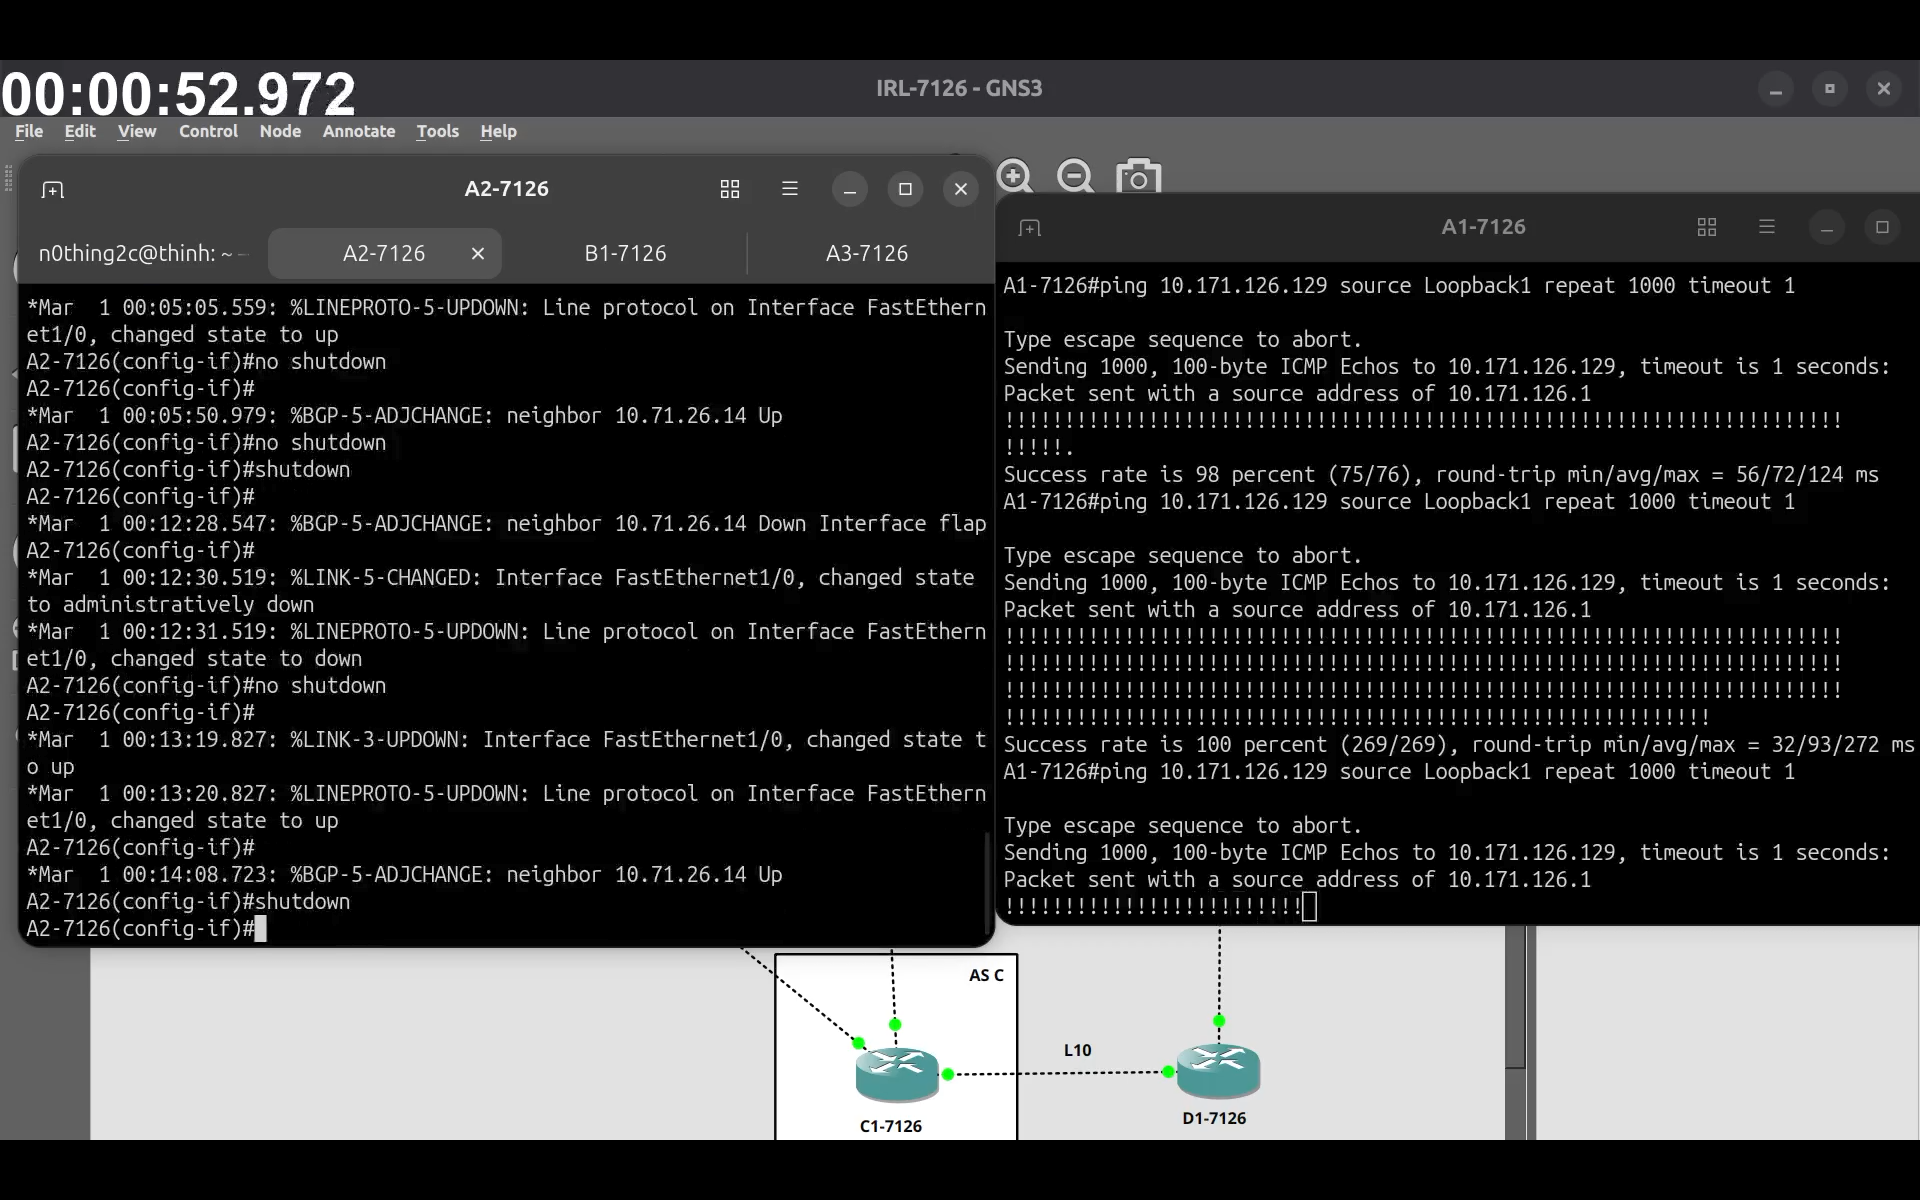 00:00:52.972
IRL-7126 - GNS3
File Edit View Control Node Annotate Tools Help
A2-7126
n0thing2c@thinh: ~
A2-7126
B1-7126
A3-7126
*Mar  1 00:05:05.559: %LINEPROTO-5-UPDOWN: Line protocol on Interface FastEthern
et1/0, changed state to up
A2-7126(config-if)#no shutdown
A2-7126(config-if)#
*Mar  1 00:05:50.979: %BGP-5-ADJCHANGE: neighbor 10.71.26.14 Up
A2-7126(config-if)#no shutdown
A2-7126(config-if)#shutdown
A2-7126(config-if)#
*Mar  1 00:12:28.547: %BGP-5-ADJCHANGE: neighbor 10.71.26.14 Down Interface flap
A2-7126(config-if)#
*Mar  1 00:12:30.519: %LINK-5-CHANGED: Interface FastEthernet1/0, changed state
to administratively down
*Mar  1 00:12:31.519: %LINEPROTO-5-UPDOWN: Line protocol on Interface FastEthern
et1/0, changed state to down
A2-7126(config-if)#no shutdown
A2-7126(config-if)#
*Mar  1 00:13:19.827: %LINK-3-UPDOWN: Interface FastEthernet1/0, changed state t
o up
*Mar  1 00:13:20.827: %LINEPROTO-5-UPDOWN: Line protocol on Interface FastEthern
et1/0, changed state to up
A2-7126(config-if)#
*Mar  1 00:14:08.723: %BGP-5-ADJCHANGE: neighbor 10.71.26.14 Up
A2-7126(config-if)#shutdown
A2-7126(config-if)#
A1-7126
A1-7126#ping 10.171.126.129 source Loopback1 repeat 1000 timeout 1
Type escape sequence to abort.
Sending 1000, 100-byte ICMP Echos to 10.171.126.129, timeout is 1 seconds:
Packet sent with a source address of 10.171.126.1
!!!!!!!!!!!!!!!!!!!!!!!!!!!!!!!!!!!!!!!!!!!!!!!!!!!!!!!!!!!!!!!!!!!!!!
!!!!!.
Success rate is 98 percent (75/76), round-trip min/avg/max = 56/72/124 ms
A1-7126#ping 10.171.126.129 source Loopback1 repeat 1000 timeout 1
Type escape sequence to abort.
Sending 1000, 100-byte ICMP Echos to 10.171.126.129, timeout is 1 seconds:
Packet sent with a source address of 10.171.126.1
!!!!!!!!!!!!!!!!!!!!!!!!!!!!!!!!!!!!!!!!!!!!!!!!!!!!!!!!!!!!!!!!!!!!!!
!!!!!!!!!!!!!!!!!!!!!!!!!!!!!!!!!!!!!!!!!!!!!!!!!!!!!!!!!!!!!!!!!!!!!!
!!!!!!!!!!!!!!!!!!!!!!!!!!!!!!!!!!!!!!!!!!!!!!!!!!!!!!!!!!!!!!!!!!!!!!
!!!!!!!!!!!!!!!!!!!!!!!!!!!!!!!!!!!!!!!!!!!!!!!!!!!!!!!!!!!
Success rate is 100 percent (269/269), round-trip min/avg/max = 32/93/272 ms
A1-7126#ping 10.171.126.129 source Loopback1 repeat 1000 timeout 1
Type escape sequence to abort.
Sending 1000, 100-byte ICMP Echos to 10.171.126.129, timeout is 1 seconds:
Packet sent with a source address of 10.171.126.1
!!!!!!!!!!!!!!!!!!!!!!!!!
AS C
L10
C1-7126
D1-7126